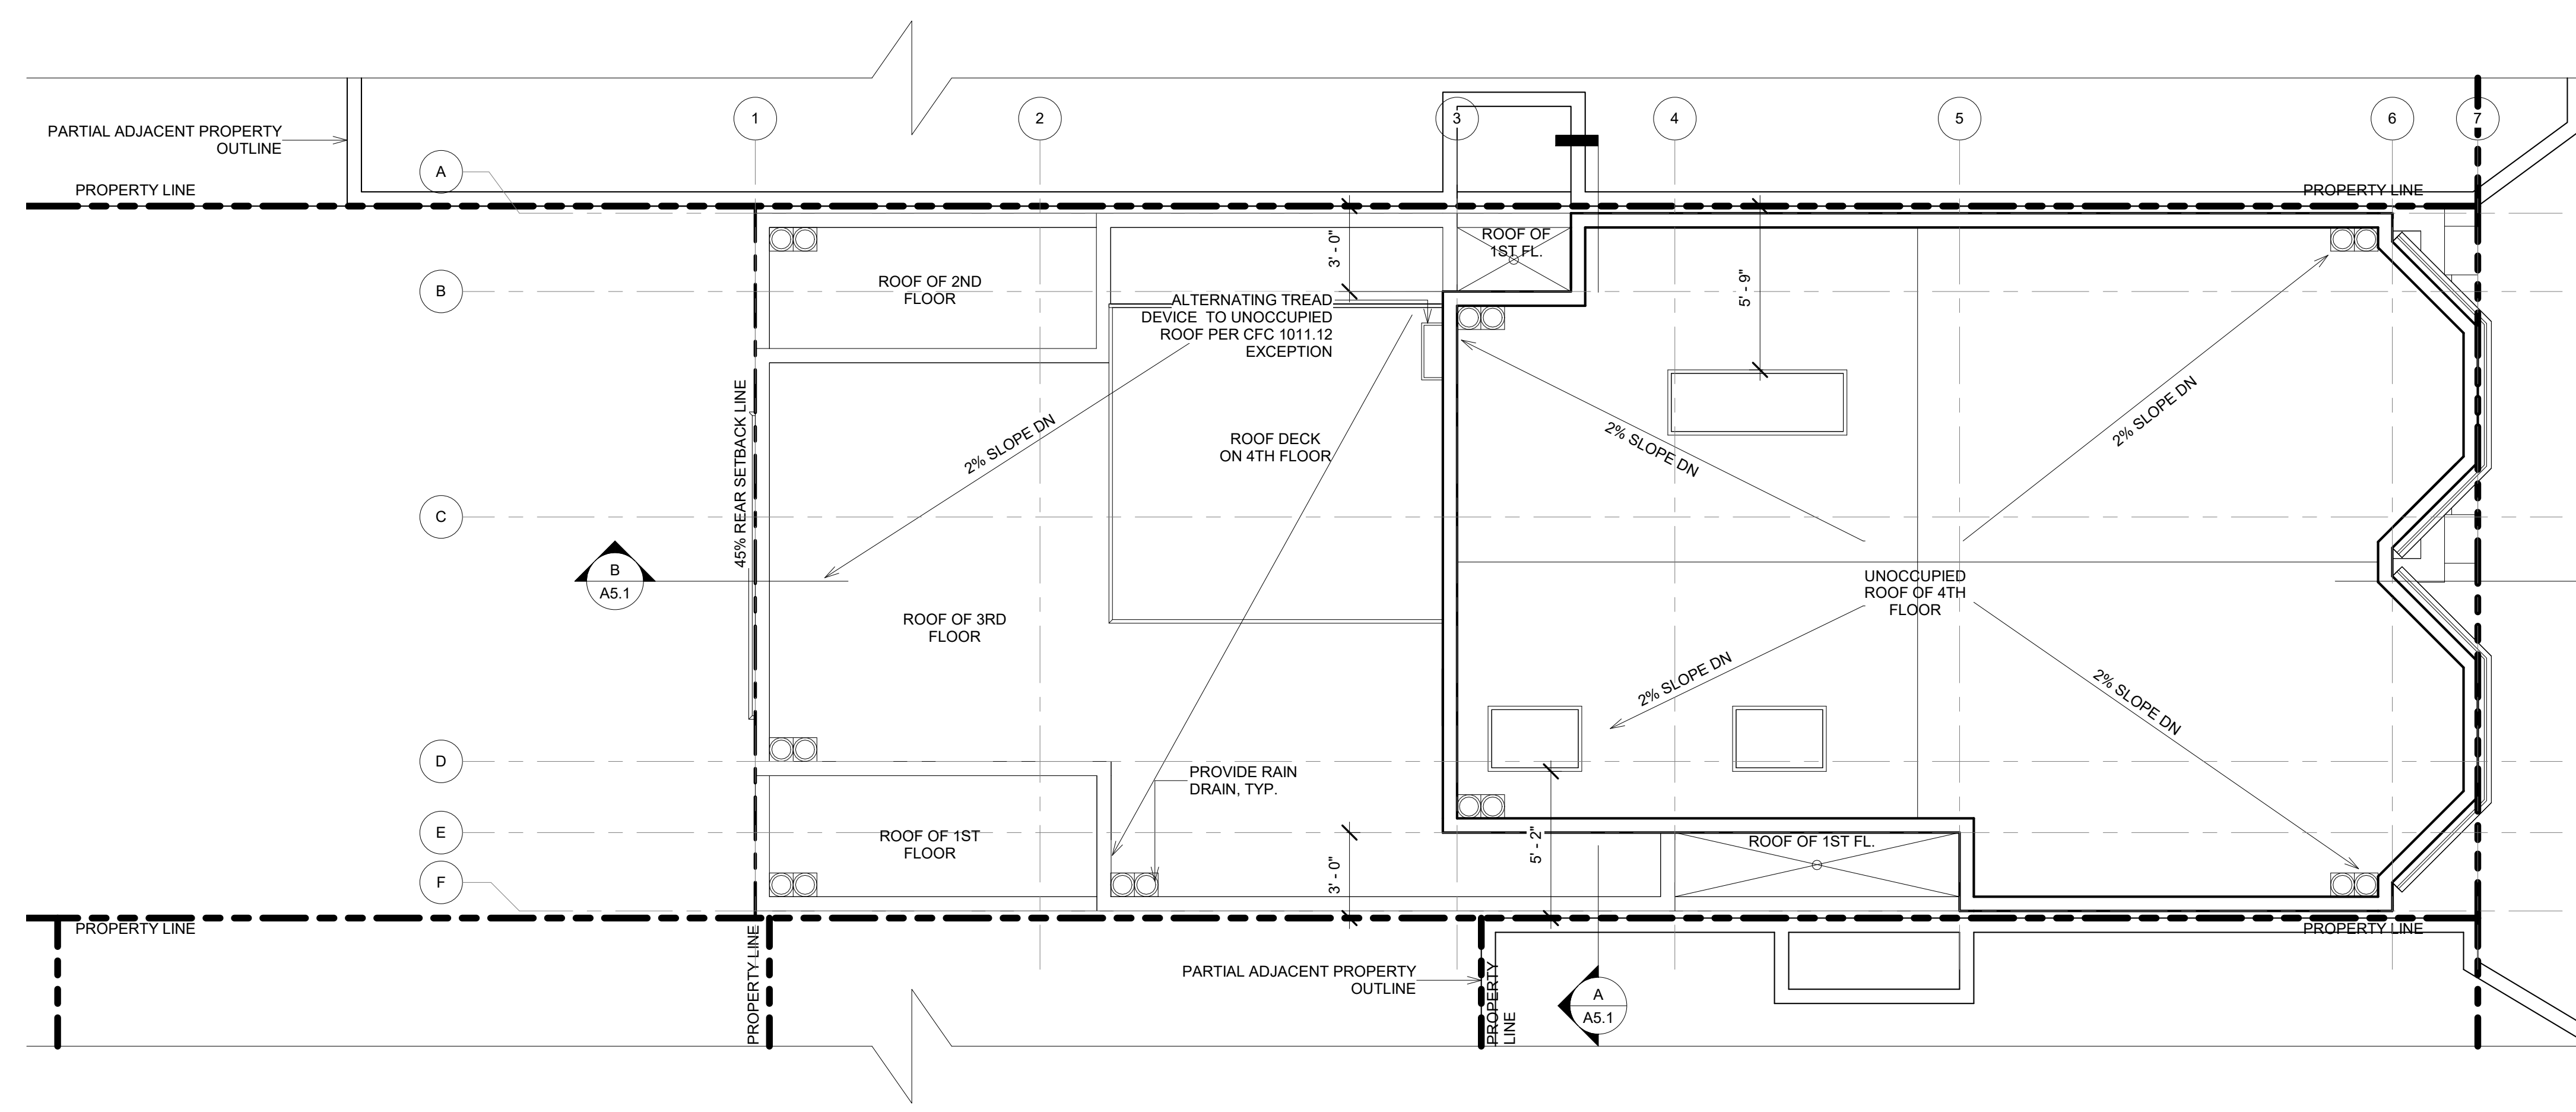 1
2
3
4
5
6
7
PARTIAL ADJACENT PROPERTY
OUTLINE
A
PROPERTY LINE
PROPERTY LINE
ROOF OF
1ST FL.
3' - 0"
B
ROOF OF 2ND
FLOOR
5' - 9"
ALTERNATING TREAD
DEVICE TO UNOCCUPIED
ROOF PER CFC 1011.12
EXCEPTION
45% REAR SETBACK LINE
2% SLOPE DN
ROOF DECK
ON 4TH FLOOR
2% SLOPE DN
2% SLOPE DN
C
B
A5.1
UNOCCUPIED
ROOF OF 4TH
FLOOR
ROOF OF 3RD
FLOOR
2% SLOPE DN
2% SLOPE DN
D
PROVIDE RAIN
DRAIN, TYP.
E
ROOF OF 1ST
FLOOR
5' - 2"
ROOF OF 1ST FL.
3' - 0"
F
PROPERTY LINE
PROPERTY LINE
PROPERTY LINE
PARTIAL ADJACENT PROPERTY
OUTLINE
PROPERTY
LINE
A
A5.1